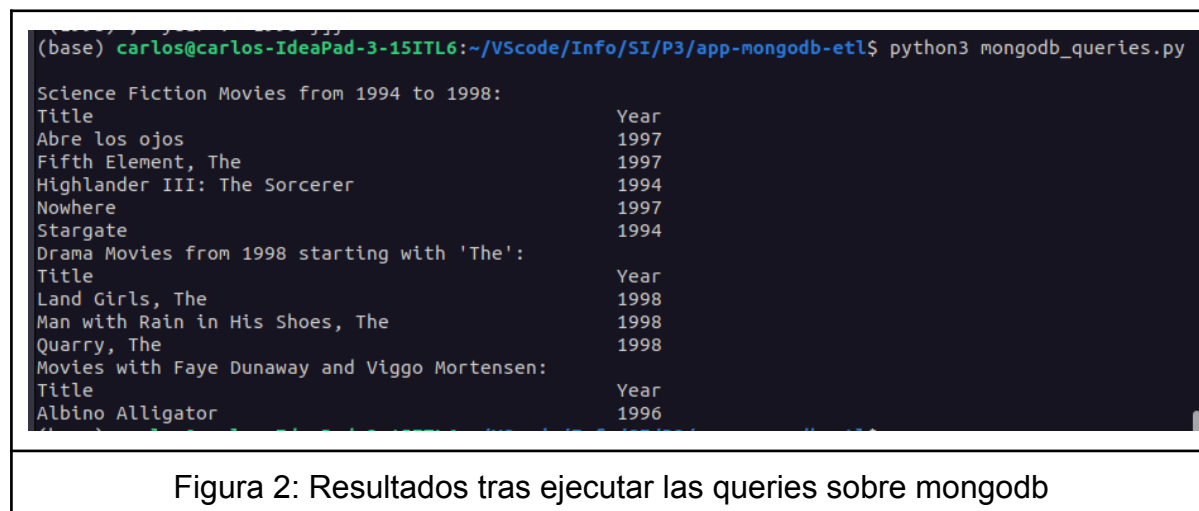 (base) carlos@carlos-IdeaPad-3-15ITL6:~/VScode/Info/SI/P3/app-mongodb-etl$ python3 mongodb_queries.py
Science Fiction Movies from 1994 to 1998:
Title Year
Abre los ojos 1997
Fifth Element, The 1997
Highlander III: The Sorcerer 1994
Nowhere 1997
Stargate 1994
Drama Movies from 1998 starting with 'The':
Title Year
Land Girls, The 1998
Man with Rain in His Shoes, The 1998
Quarry, The 1998
Movies with Faye Dunaway and Viggo Mortensen:
Title Year
Albino Alligator 1996
Figura 2: Resultados tras ejecutar las queries sobre mongodb